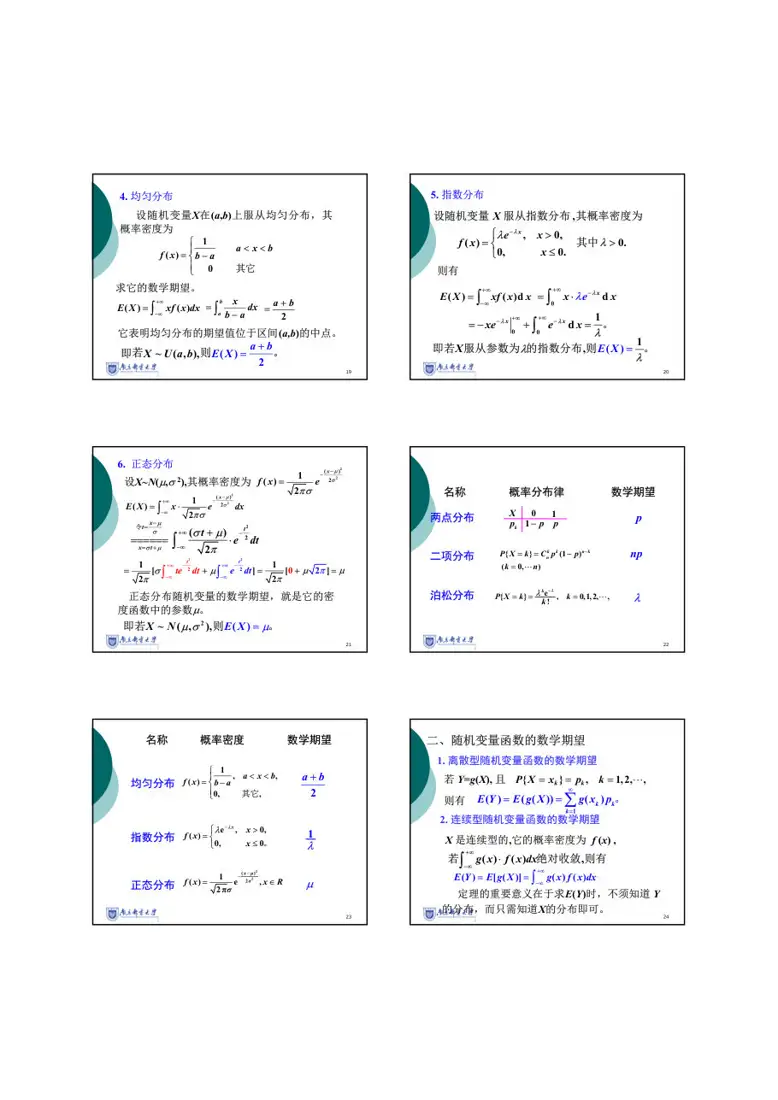 4. 均匀分布
设随机变量X在(a,b)上服从均匀分布，其
概率密度为
f(x) = { 1/(b−a)  a < x < b
0  其它
求它的数学期望。
E(X) = ∫_{−∞}^{+∞} xf(x)dx = ∫_a^b x/(b−a) dx = (a+b)/2
它表明均匀分布的期望值位于区间(a,b)的中点。
即若X ~ U(a,b),则E(X) = (a+b)/2 。
19
5. 指数分布
设随机变量 X 服从指数分布 ,其概率密度为
f(x) = { λe^{−λx}, x > 0,
0, x ≤ 0.
其中 λ > 0.
则有
E(X) = ∫_{−∞}^{+∞} xf(x)d x = ∫_0^{+∞} x · λe^{−λx} d x
= −xe^{−λx} |_0^{+∞} + ∫_0^{+∞} e^{−λx} d x = 1/λ 。
即若X服从参数为λ的指数分布,则E(X) = 1/λ 。
20
6. 正态分布
设X~N(μ,σ²),其概率密度为 f(x) = 1/(√2πσ) e^{−(x−μ)²/2σ²}
E(X) = ∫_{−∞}^{+∞} x · 1/(√2πσ) e^{−(x−μ)²/2σ²} dx
令t=(x−μ)/σ
x=σt+μ
∫_{−∞}^{+∞} (σt + μ)/√2π · e^{−t²/2} dt
= 1/√2π [σ∫_{−∞}^{+∞} te^{−t²/2} dt + μ∫_{−∞}^{+∞} e^{−t²/2} dt] = 1/√2π [0 + μ√2π] = μ
正态分布随机变量的数学期望，就是它的密
度函数中的参数μ。
即若X ~ N(μ,σ²),则E(X) = μ。
21
名称 概率分布律 数学期望
两点分布 X 0 1 p
p_k 1−p p
二项分布 P{X = k} = C_n^k p^k (1 − p)^{n−k} np
(k = 0,⋯n)
泊松分布 P{X = k} = λ^k e^{−λ}/k! , k = 0,1,2,⋯, λ
22
名称 概率密度 数学期望
均匀分布 f(x) = { 1/(b−a), a < x < b, (a+b)/2
0, 其它,
指数分布 f(x) = { λe^{−λx}, x > 0, 1/λ
0, x ≤ 0。
正态分布 f(x) = 1/(√2πσ) e^{−(x−μ)²/2σ²}, x ∈ R μ
23
二、随机变量函数的数学期望
1. 离散型随机变量函数的数学期望
若 Y=g(X), 且 P{X = x_k} = p_k, k = 1,2,⋯,
则有 E(Y) = E(g(X)) = ∑_{k=1}^{∞} g(x_k)p_k。
2. 连续型随机变量函数的数学期望
X 是连续型的,它的概率密度为 f(x) ,
若∫_{−∞}^{+∞} g(x) · f(x)dx绝对收敛,则有
E(Y) = E[g(X)] = ∫_{−∞}^{+∞} g(x)f(x)dx
定理的重要意义在于求E(Y)时，不须知道 Y
的分布，而只需知道X的分布即可。
24